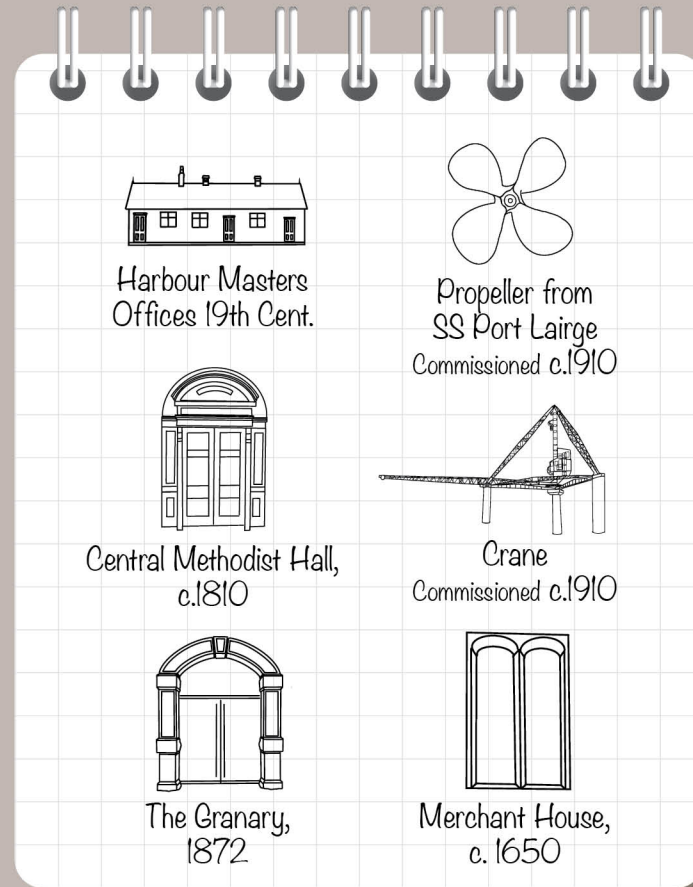 Harbour Masters
Offices 19th Cent.
Propeller from
SS Port Lairge
Commissioned c.1910
Central Methodist Hall,
c.1810
Crane
Commissioned c.1910
The Granary,
1872
Merchant House,
c. 1650